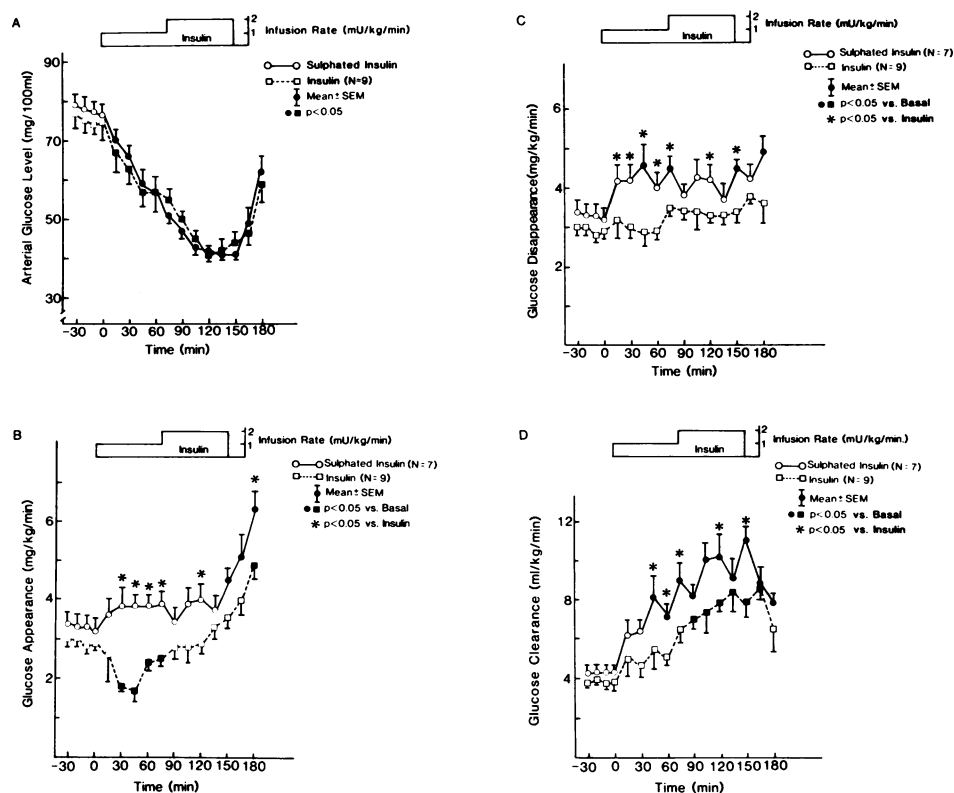 A
2
1
Infusion Rate (mU/kg/min)
Insulin
Sulphated Insulin
Insulin (N=9)
Mean ± SEM
p<0.05
90
70
50
30
Arterial Glucose Level (mg/100ml)
-30 0 30 60 90 120 150 180
Time (min)
C
2
1
Infusion Rate (mU/kg/min)
Insulin
Sulphated Insulin (N=7)
Insulin (N=9)
Mean ± SEM
p<0.05 vs. Basal
* p<0.05 vs. Insulin
* * * * * * *
6
4
2
Glucose Disappearance(mg/kg/min)
-30 0 30 60 90 120 150 180
Time (min)
B
2
1
Infusion Rate (mU/kg/min)
Insulin
Sulphated Insulin (N=7)
Insulin (N=9)
Mean ± SEM
p<0.05 vs. Basal
* p<0.05 vs. Insulin
* * * * * *
6
4
2
Glucose Appearance (mg/kg/min)
-30 0 30 60 90 120 150 180
Time (min)
D
2
1
Infusion Rate (mU/kg/min.)
Insulin
Sulphated Insulin (N=7)
Insulin (N=9)
Mean ± SEM
p<0.05 vs. Basal
* p<0.05 vs. Insulin
* * * * *
12
8
4
Glucose Clearance (ml/kg/min)
-30 0 30 60 90 120 150 180
Time (min)